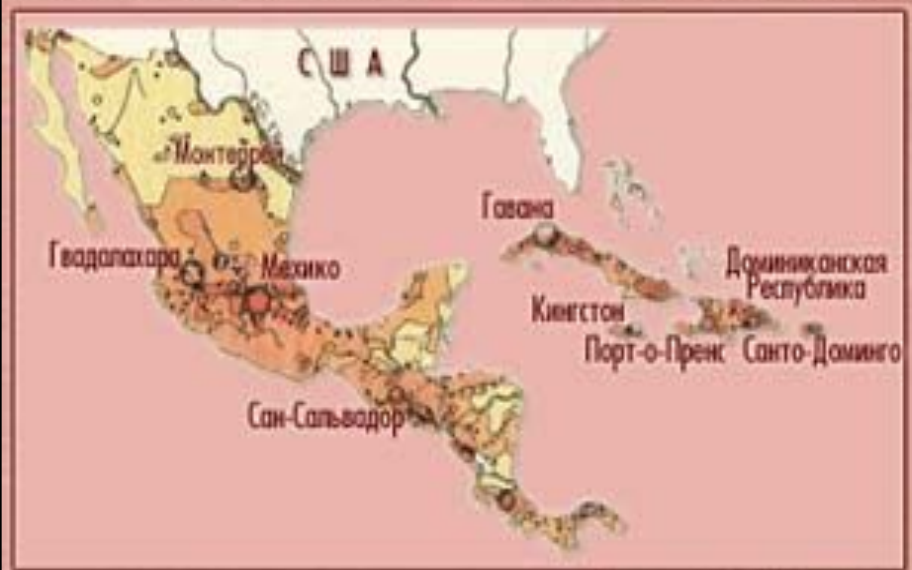 США
Монтеррей
Гавана
Гвадалахара
Мехико
Доминиканская
Республика
Кингстон
Порт-о-Пренс
Санто-Доминго
Сан-Сальвадор